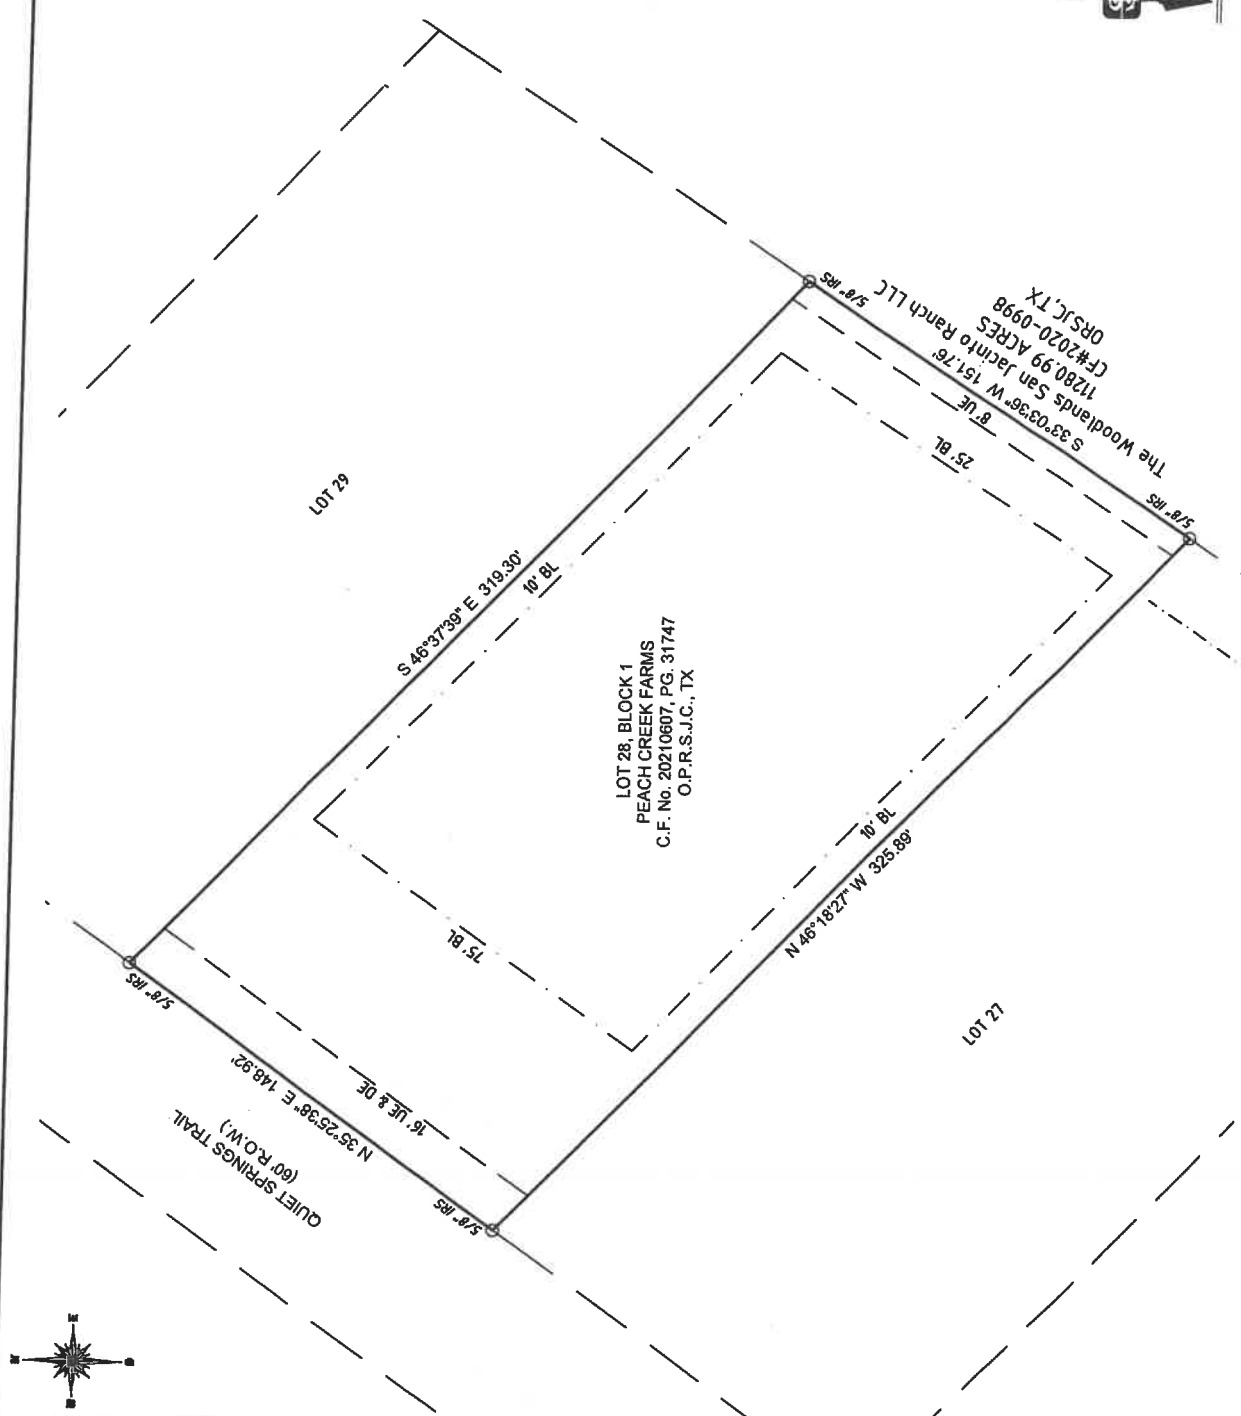 LOT 29
5/8" IRS
The Woodlands San Jacinto Ranch LLC
11280.99 ACRES
CF#2020-0998
ORSJC,TX
S 33°03'36" W 151.76'
8' UE
25' BL
5/8" IRS
S 46°37'39" E 319.30'
10' BL
LOT 28, BLOCK 1
PEACH CREEK FARMS
C.F. No. 20210607, PG. 31747
O.P.R.S.J.C., TX
10' BL
N 46°18'27" W 325.89'
75' BL
5/8" IRS
16' UE & DE
N 35°25'38" E 148.92'
QUIET SPRINGS TRAIL
(60' R.O.W.)
5/8" IRS
LOT 27